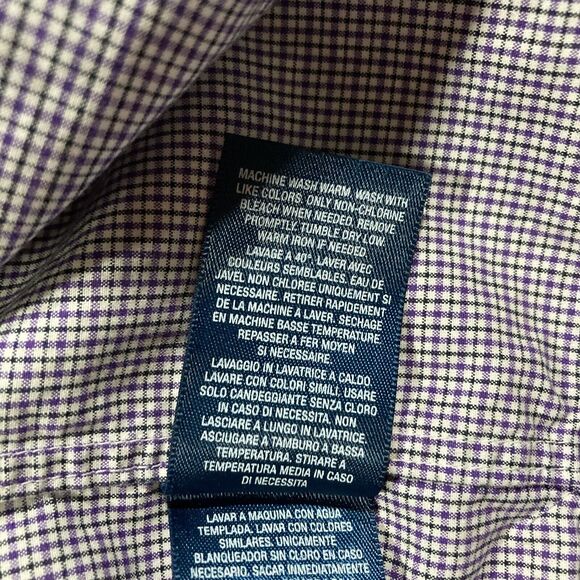 MACHINE WASH WARM. WASH WITH
LIKE COLORS. ONLY NON-CHLORINE
BLEACH WHEN NEEDED. REMOVE
PROMPTLY. TUMBLE DRY LOW.
WARM IRON IF NEEDED.
LAVAGE A 40°. LAVER AVEC
COULEURS SEMBLABLES. EAU DE
JAVEL NON CHLOREE UNIQUEMENT SI
NECESSAIRE. RETIRER RAPIDEMENT
DE LA MACHINE A LAVER. SECHAGE
EN MACHINE BASSE TEMPERATURE
REPASSER A FER MOYEN
SI NECESSAIRE.
LAVAGGIO IN LAVATRICE A CALDO.
LAVARE CON COLORI SIMILI. USARE
SOLO CANDEGGIANTE SENZA CLORO
IN CASO DI NECESSITA. NON
LASCIARE A LUNGO IN LAVATRICE.
ASCIUGARE A TAMBURO A BASSA
TEMPERATURA. STIRARE A
TEMPERATURA MEDIA IN CASO
DI NECESSITA
LAVAR A MAQUINA CON AGUA
TEMPLADA. LAVAR CON COLORES
SIMILARES. UNICAMENTE
BLANQUEADOR SIN CLORO EN CASO
NECESARIO. SACAR INMEDIATAMENTE